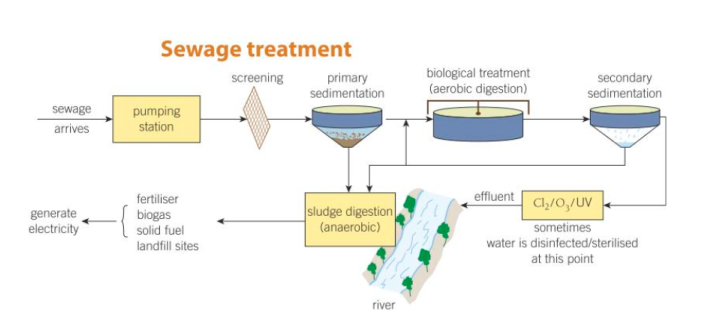 Sewage treatment
sewage
arrives
pumping
station
screening
primary
sedimentation
biological treatment
(aerobic digestion)
secondary
sedimentation
generate
electricity
fertiliser
biogas
solid fuel
landfill sites
sludge digestion
(anaerobic)
river
effluent
Cl₂/O₃/UV
sometimes
water is disinfected/sterilised
at this point